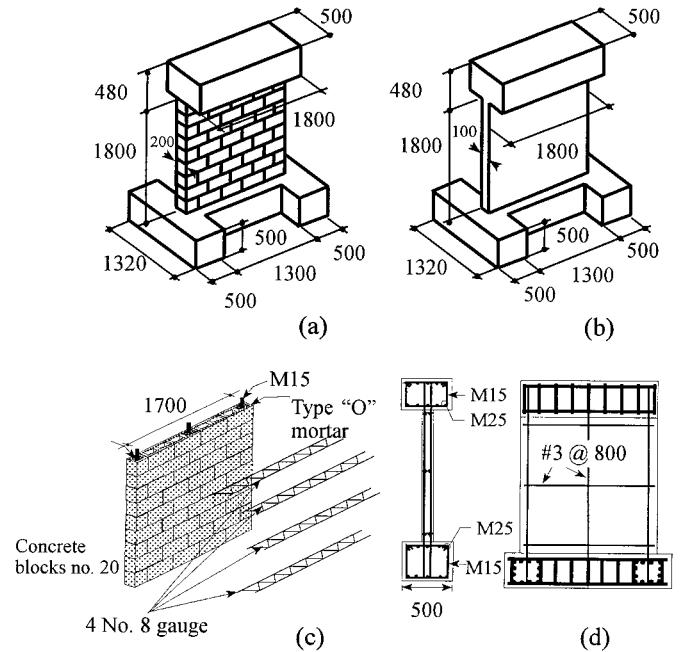 500
480
1800
200
1800
1320
500
1300
500
500
(a)
500
480
1800
100
1800
1320
500
1300
500
500
(b)
M15
1700
Type “O”
mortar
Concrete
blocks no. 20
4 No. 8 gauge
(c)
M15
M25
M25
M15
500
#3 @ 800
(d)